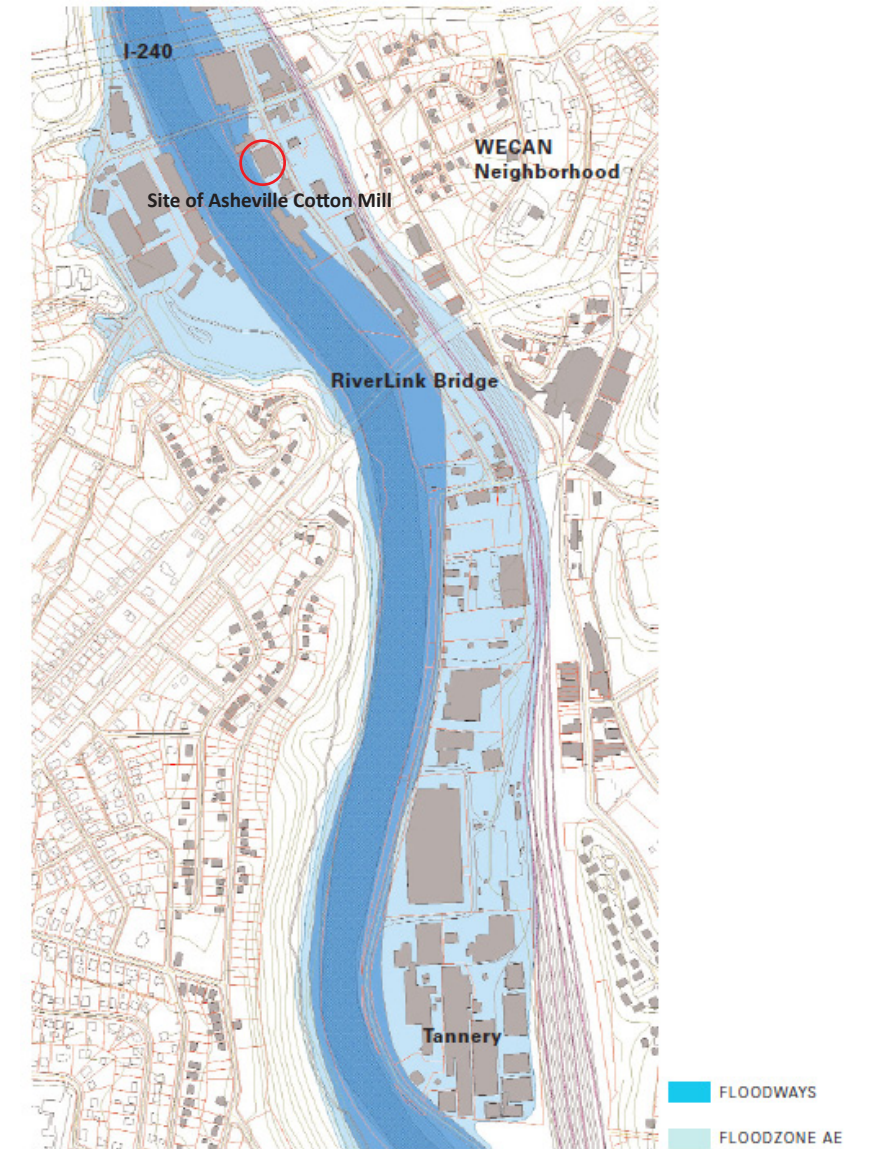 I-240
WECAN
Neighborhood
Site of Asheville Cotton Mill
RiverLink Bridge
Tannery
FLOODWAYS
FLOODZONE AE